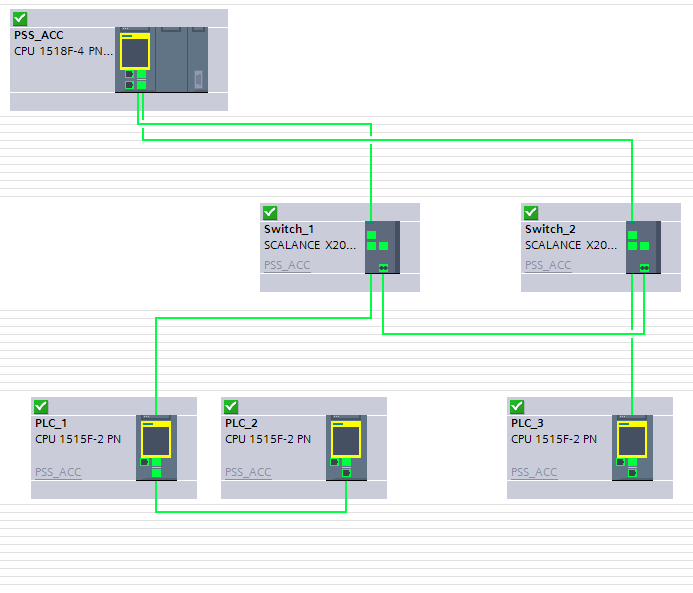 PSS_ACC
CPU 1518F-4 PN...
Switch_1
SCALANCE X20...
PSS_ACC
Switch_2
SCALANCE X20...
PSS_ACC
PLC_1
CPU 1515F-2 PN
PSS_ACC
PLC_2
CPU 1515F-2 PN
PSS_ACC
PLC_3
CPU 1515F-2 PN
PSS_ACC